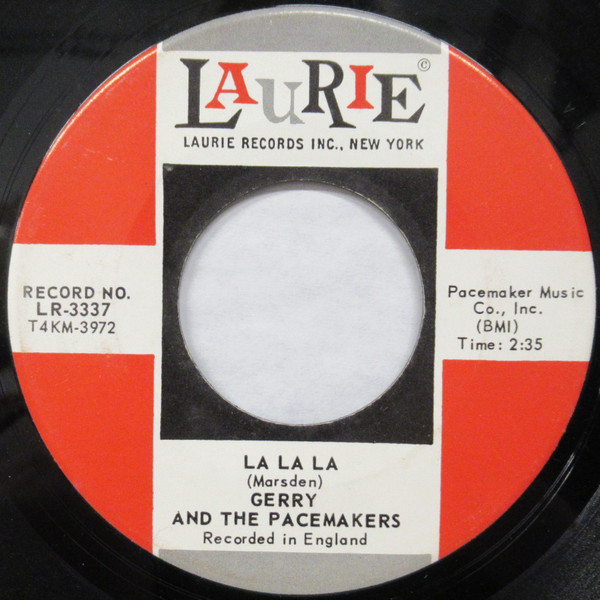 LAURIE ©
LAURIE RECORDS INC., NEW YORK
RECORD NO.
LR-3337
T4KM-3972
Pacemaker Music
Co., Inc.
(BMI)
Time: 2:35
LA LA LA
(Marsden)
GERRY
AND THE PACEMAKERS
Recorded in England